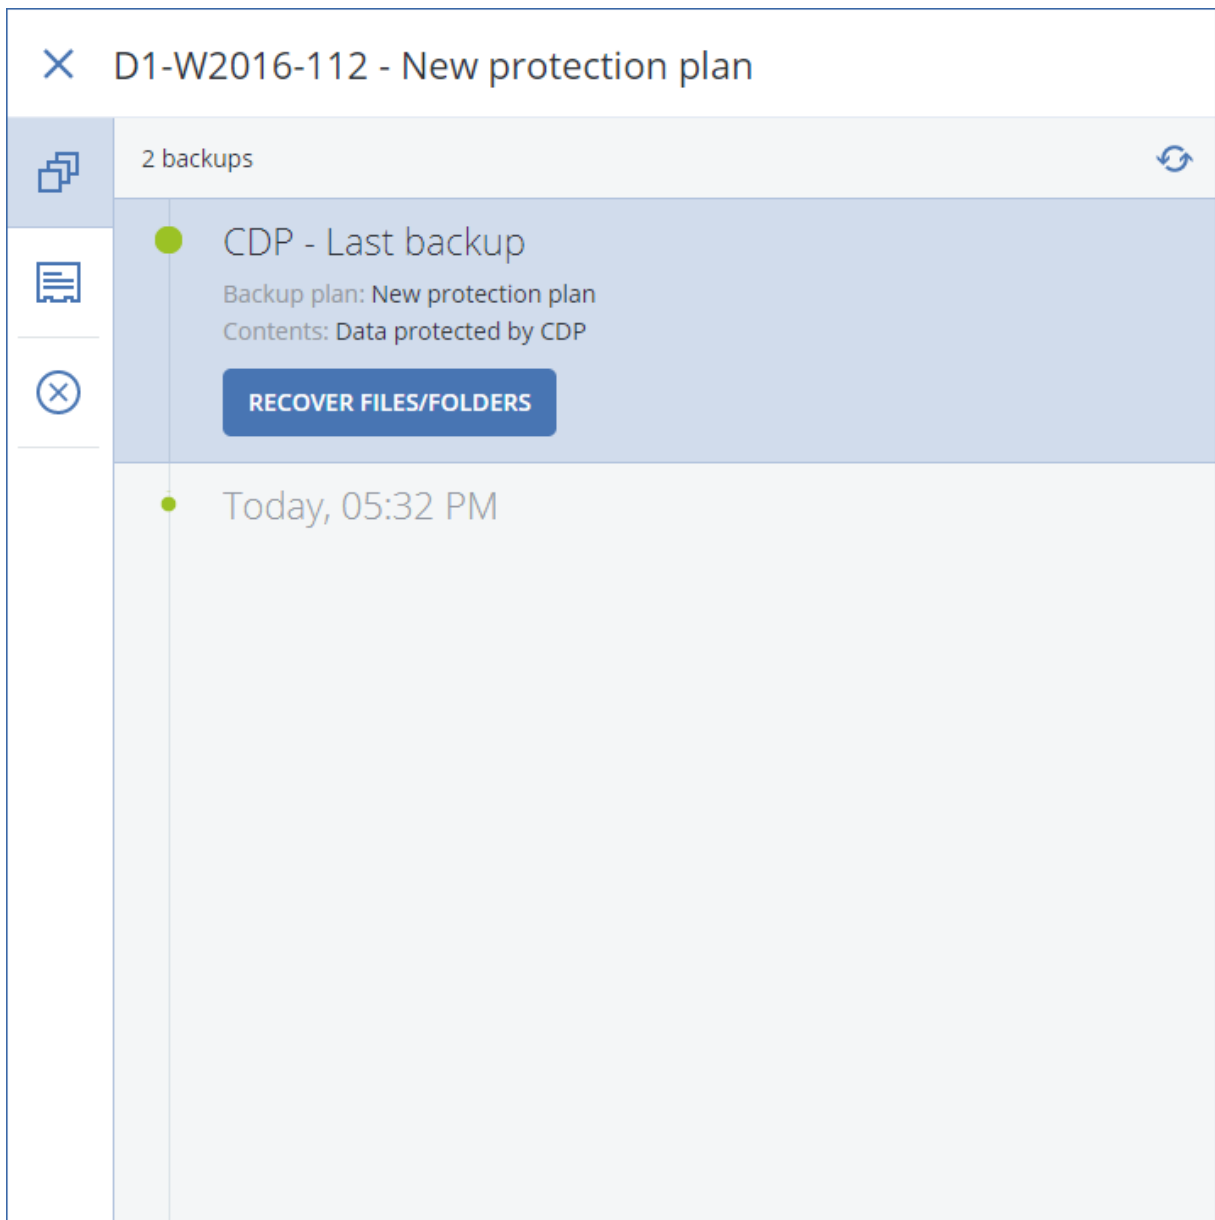 D1-W2016-112 - New protection plan
2 backups
CDP - Last backup
Backup plan: New protection plan
Contents: Data protected by CDP
RECOVER FILES/FOLDERS
Today, 05:32 PM